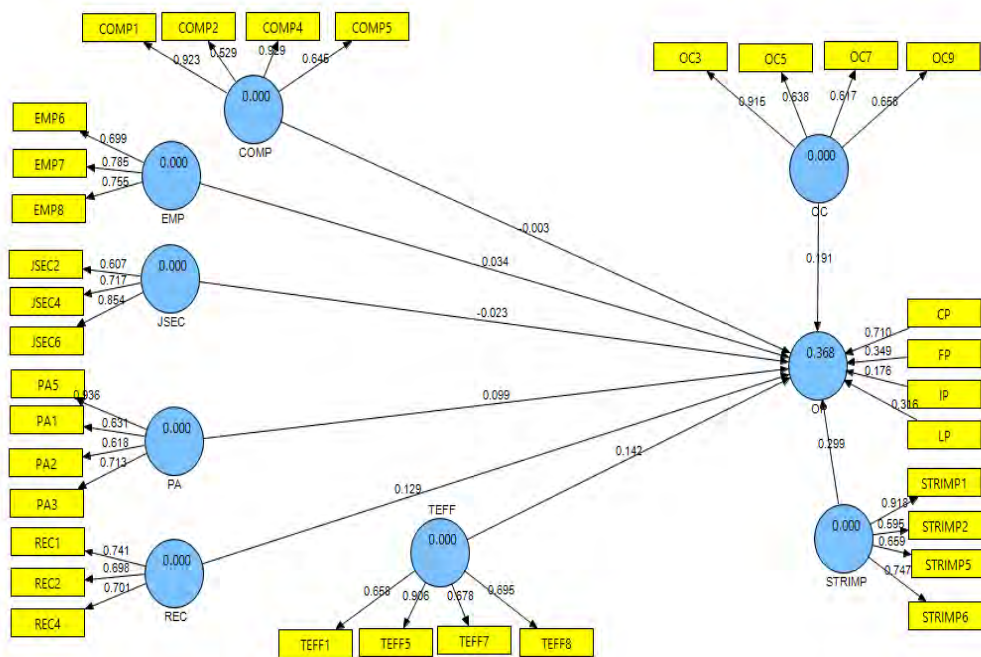 COMP1 COMP2 COMP4 COMP5
0.923 0.529 0.929 0.645
0.000
COMP
OC3 OC5 OC7 OC9
0.915 0.638 0.617 0.656
0.000
OC
EMP6
EMP7
EMP8
0.699
0.785
0.755
0.000
EMP
JSEC2
JSEC4
JSEC6
0.607
0.717
0.854
0.000
JSEC
PA5
PA1
PA2
PA3
0.936
0.631
0.618
0.713
0.000
PA
REC1
REC2
REC4
0.741
0.698
0.701
0.000
REC
TEFF
0.000
0.658 0.906 0.678 0.695
TEFF1 TEFF5 TEFF7 TEFF8
-0.003
0.034
-0.023
0.099
0.129
0.142
0.191
0.299
0.368
CP
FP
IP
LP
0.710
0.349
0.176
0.316
0.000
STRIMP
0.918
0.595
0.659
0.747
STRIMP1
STRIMP2
STRIMP5
STRIMP6